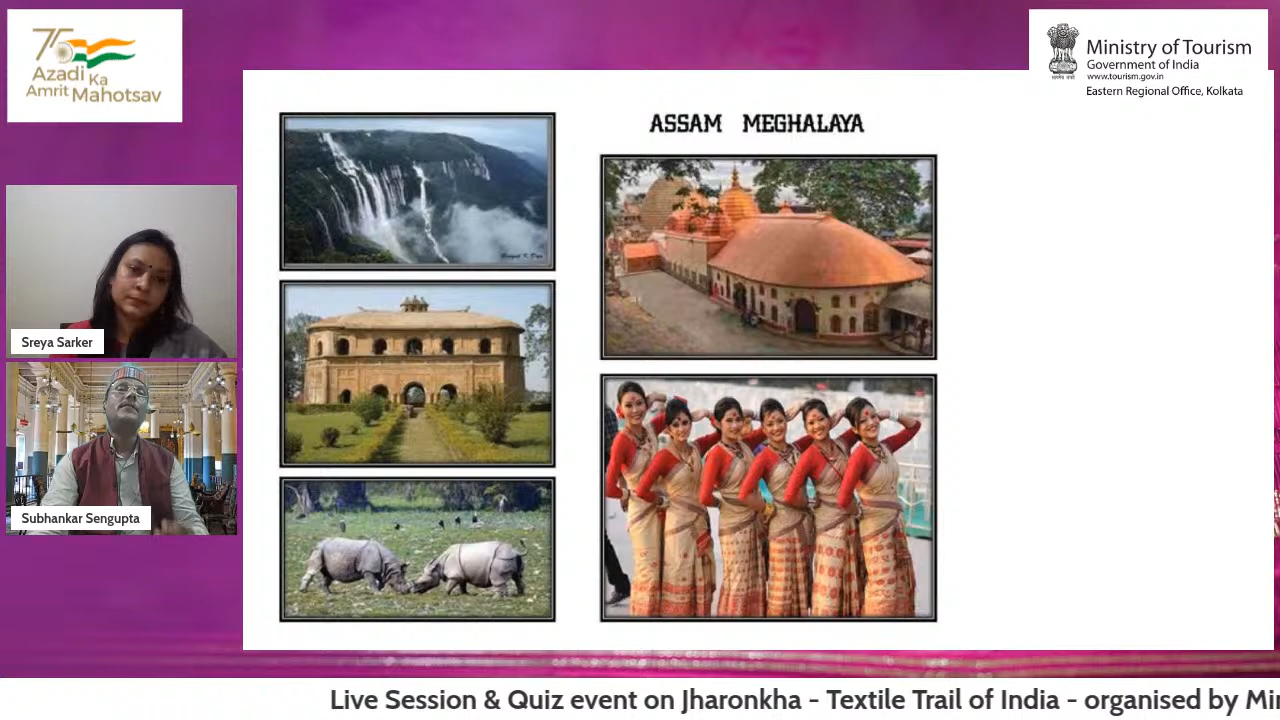 75
Azadi Ka
Amrit Mahotsav
Ministry of Tourism
Government of India
www.tourism.gov.in
Eastern Regional Office, Kolkata
ASSAM MEGHALAYA
Sreya Sarker
Subhankar Sengupta
Live Session & Quiz event on Jharonkha - Textile Trail of India - organised by Mi